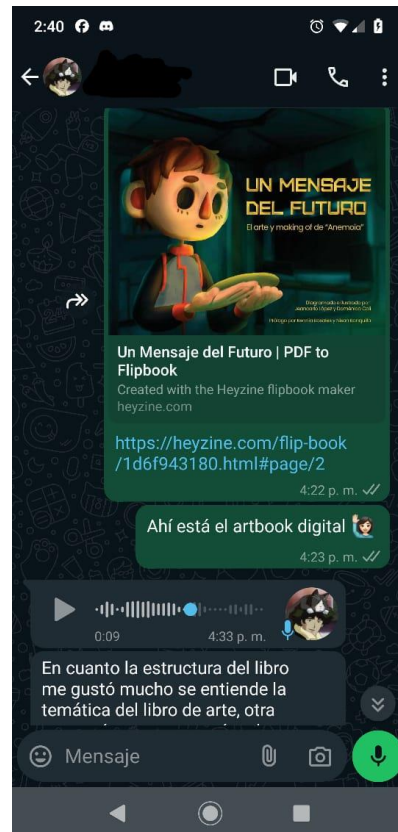 2:40
UN MENSAJE
DEL FUTURO
El arte y making of de "Anemoia"
Un Mensaje del Futuro | PDF to
Flipbook
Created with the Heyzine flipbook maker
heyzine.com
https://heyzine.com/flip-book
/1d6f943180.html#page/2
4:22 p. m.
Ahí está el artbook digital
4:23 p. m.
0:09 4:33 p. m.
En cuanto la estructura del libro
me gustó mucho se entiende la
temática del libro de arte, otra
Mensaje